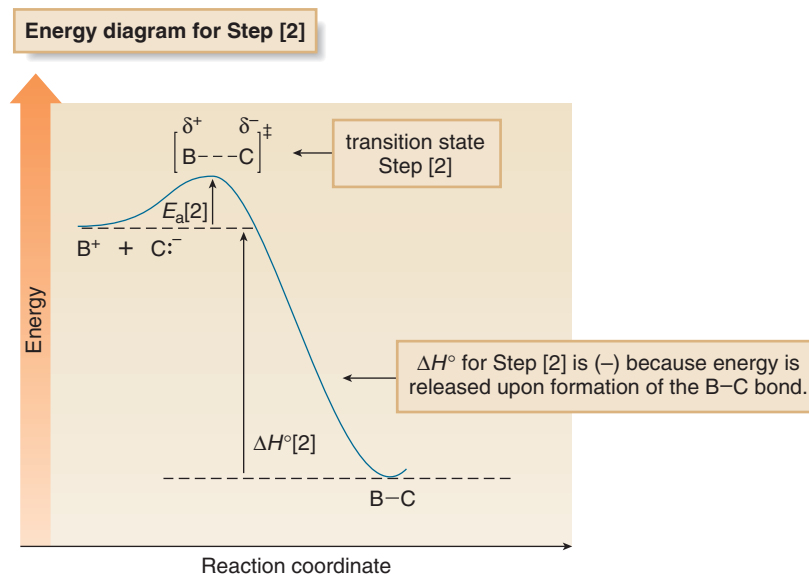 Energy diagram for Step [2]
δ⁺ δ⁻
[B---C]‡
transition state
Step [2]
Eₐ[2]
B⁺ + C:⁻
Energy
ΔH° for Step [2] is (–) because energy is
released upon formation of the B−C bond.
ΔH°[2]
B−C
Reaction coordinate